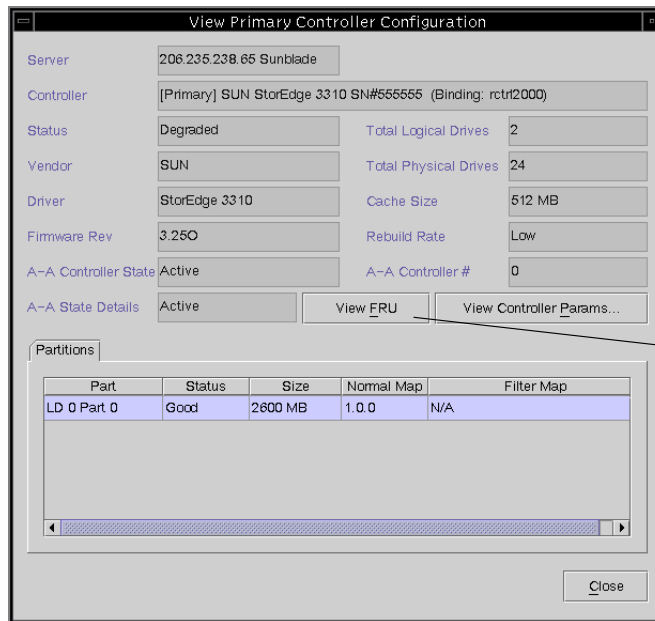 View Primary Controller Configuration
Server 206.235.238.65 Sunblade
Controller [Primary] SUN StorEdge 3310 SN#555555 (Binding: rctrl2000)
Status Degraded Total Logical Drives 2
Vendor SUN Total Physical Drives 24
Driver StorEdge 3310 Cache Size 512 MB
Firmware Rev 3.25O Rebuild Rate Low
A-A Controller State Active A-A Controller # 0
A-A State Details Active View FRU View Controller Params...
Partitions
Part Status Size Normal Map Filter Map
LD 0 Part 0 Good 2600 MB 1.0.0 N/A
Close